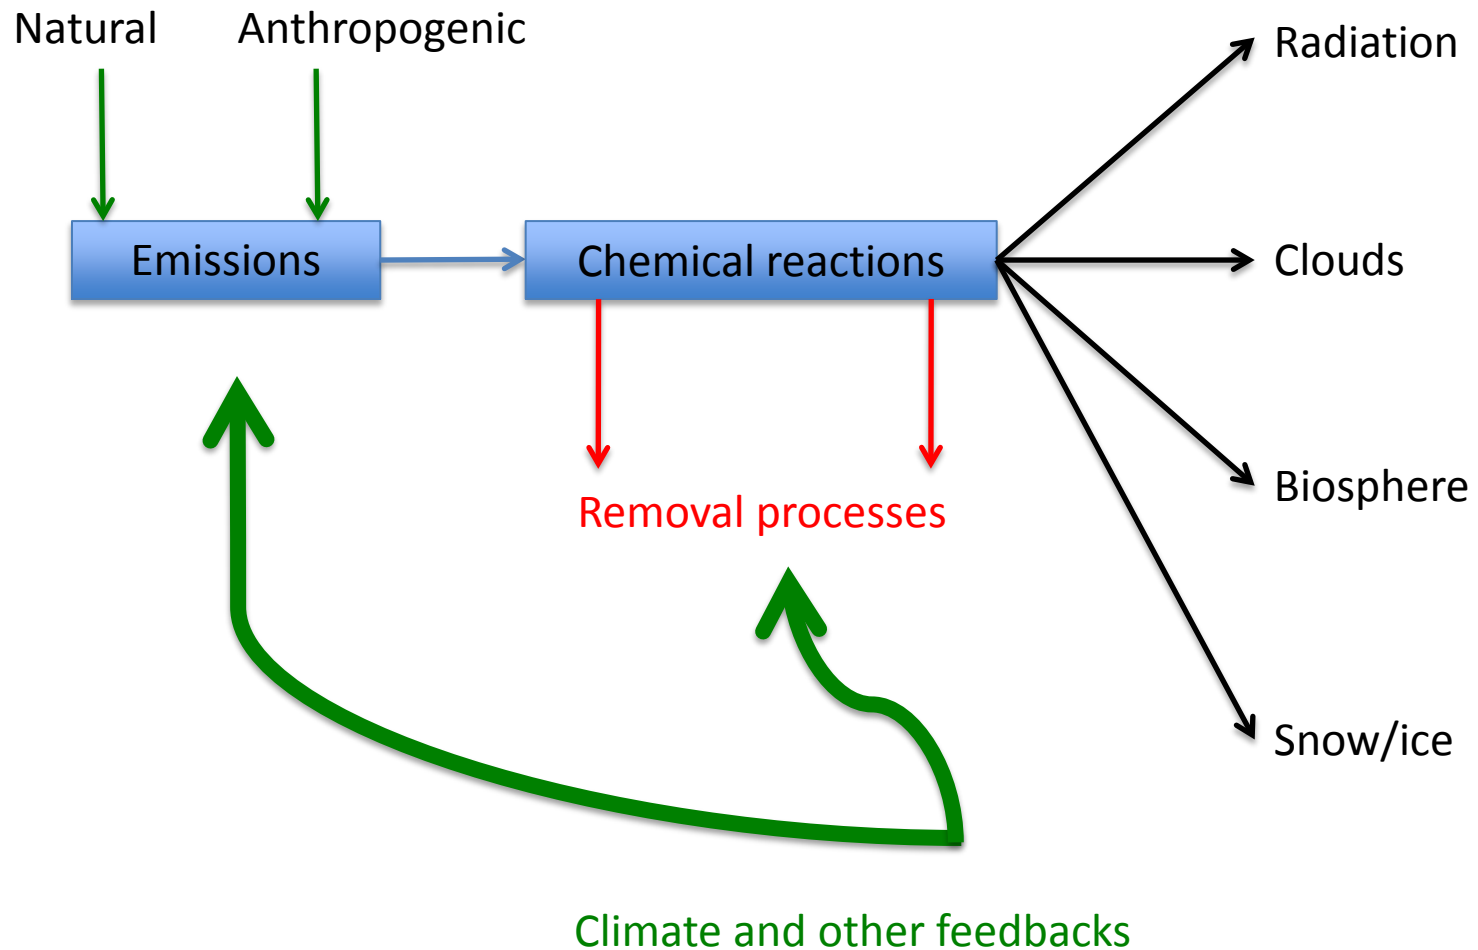 Natural
Anthropogenic
Radiation
Emissions
Chemical reactions
Clouds
Biosphere
Removal processes
Snow/ice
Climate and other feedbacks